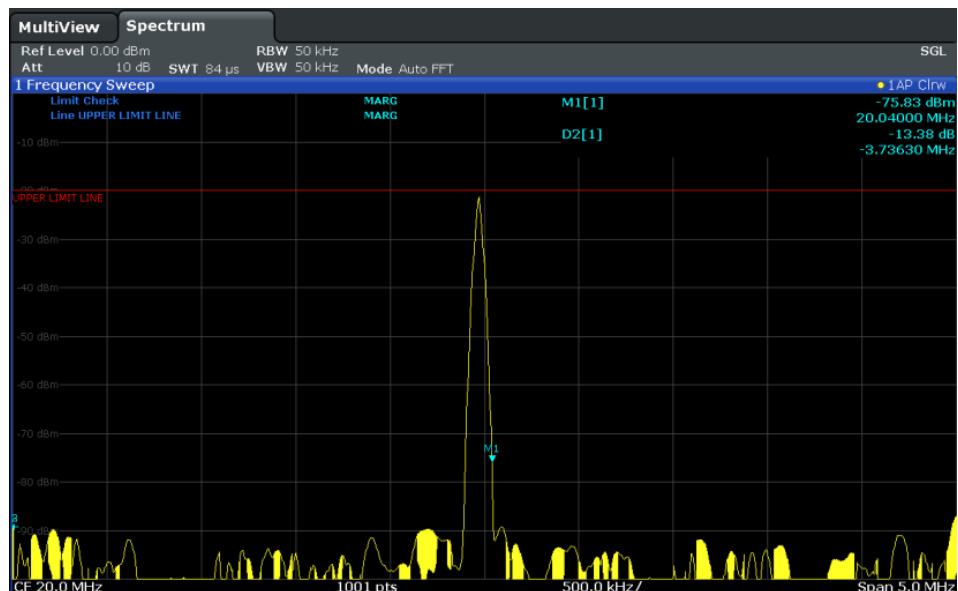 MultiView Spectrum
Ref Level 0.00 dBm RBW 50 kHz SGL
Att 10 dB SWT 84 µs VBW 50 kHz Mode Auto FFT
1 Frequency Sweep 1AP Clrw
Limit Check MARG M1[1] -75.83 dBm
Line UPPER LIMIT LINE MARG 20.04000 MHz
D2[1] -13.38 dB
-10 dBm -3.73630 MHz
-20 dBm
UPPER LIMIT LINE
-30 dBm
-40 dBm
-50 dBm
-60 dBm
-70 dBm
M1
-80 dBm
-90 dBm
CF 20.0 MHz 1001 pts 500.0 kHz/ Span 5.0 MHz